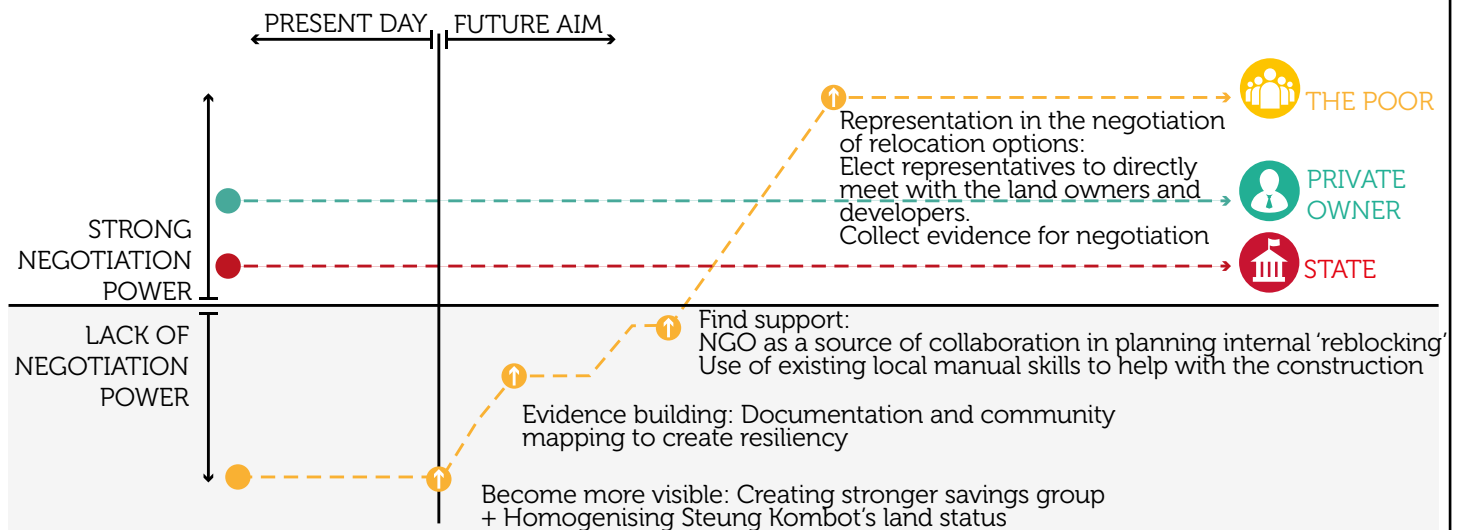 PRESENT DAY
FUTURE AIM
THE POOR
Representation in the negotiation
of relocation options:
Elect representatives to directly
meet with the land owners and
developers.
Collect evidence for negotiation
PRIVATE
OWNER
STATE
STRONG
NEGOTIATION
POWER
LACK OF
NEGOTIATION
POWER
Find support:
NGO as a source of collaboration in planning internal ‘reblocking’
Use of existing local manual skills to help with the construction
Evidence building: Documentation and community
mapping to create resiliency
Become more visible: Creating stronger savings group
+ Homogenising Steung Kombot’s land status